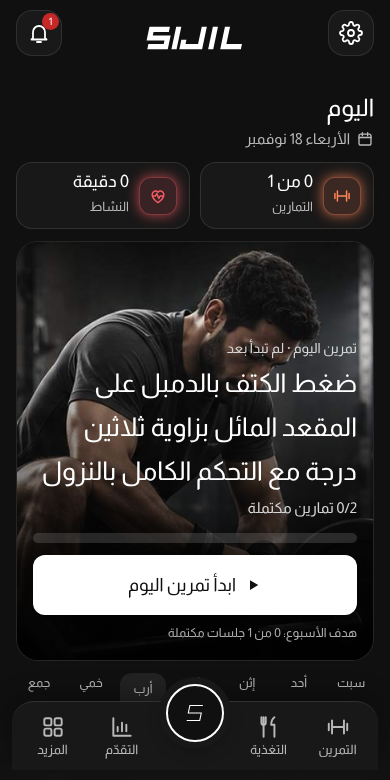 1
SIJIL
اليوم
الأربعاء 18 نوفمبر
0 من 1
التمارين
0 دقيقة
النشاط
تمرين اليوم · لم تبدأ بعد
ضغط الكتف بالدمبل على
المقعد المائل بزاوية ثلاثين
درجة مع التحكم الكامل بالنزول
0/2 تمارين مكتملة
ابدأ تمرين اليوم
هدف الأسبوع: 0 من 1 جلسات مكتملة
سبت
أحد
إثن
أرب
خمي
جمع
التمرين
التغذية
S
التقدّم
المزيد